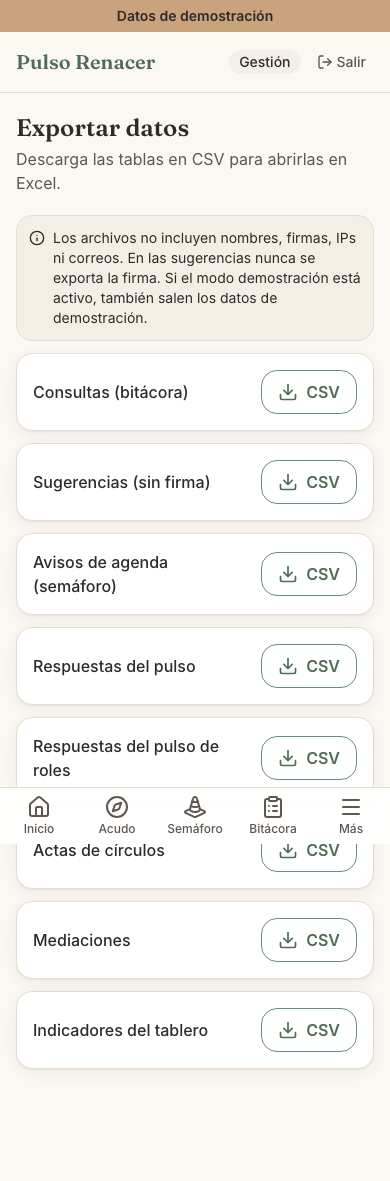 Datos de demostración
Pulso Renacer
Gestión
Salir
Exportar datos
Descarga las tablas en CSV para abrirlas en
Excel.
Los archivos no incluyen nombres, firmas, IPs
ni correos. En las sugerencias nunca se
exporta la firma. Si el modo demostración está
activo, también salen los datos de
demostración.
Consultas (bitácora)
CSV
Sugerencias (sin firma)
CSV
Avisos de agenda
(semáforo)
CSV
Respuestas del pulso
CSV
Respuestas del pulso de
roles
CSV
Inicio
Acudo
Semáforo
Bitácora
Más
Actas de círculos
CSV
Mediaciones
CSV
Indicadores del tablero
CSV